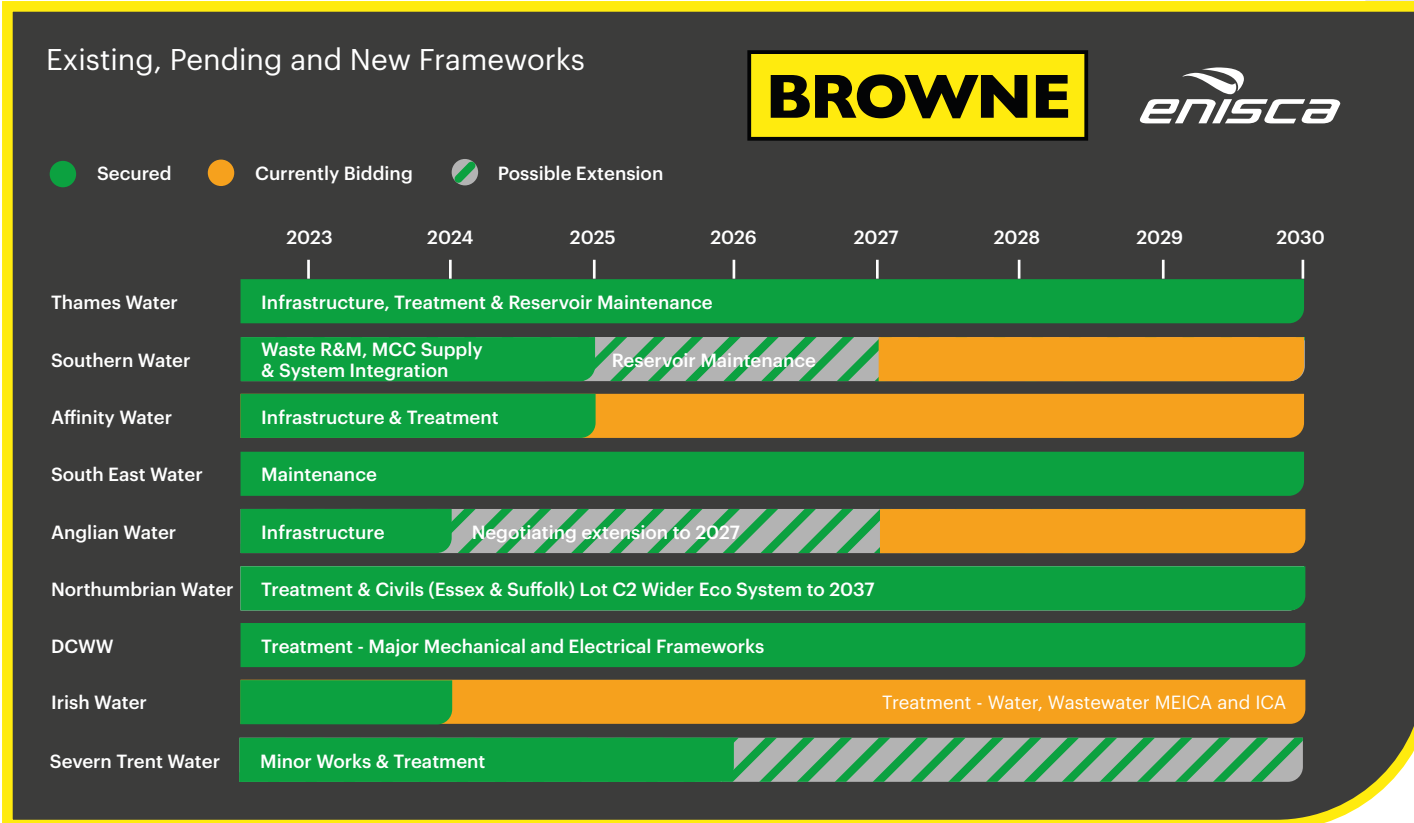 Existing, Pending and New Frameworks
BROWNE
enisca
Secured
Currently Bidding
Possible Extension
2023
2024
2025
2026
2027
2028
2029
2030
Thames Water
Infrastructure, Treatment & Reservoir Maintenance
Southern Water
Waste R&M, MCC Supply
& System Integration
Reservoir Maintenance
Affinity Water
Infrastructure & Treatment
South East Water
Maintenance
Anglian Water
Infrastructure
Negotiating extension to 2027
Northumbrian Water
Treatment & Civils (Essex & Suffolk) Lot C2 Wider Eco System to 2037
DCWW
Treatment - Major Mechanical and Electrical Frameworks
Irish Water
Treatment - Water, Wastewater MEICA and ICA
Severn Trent Water
Minor Works & Treatment